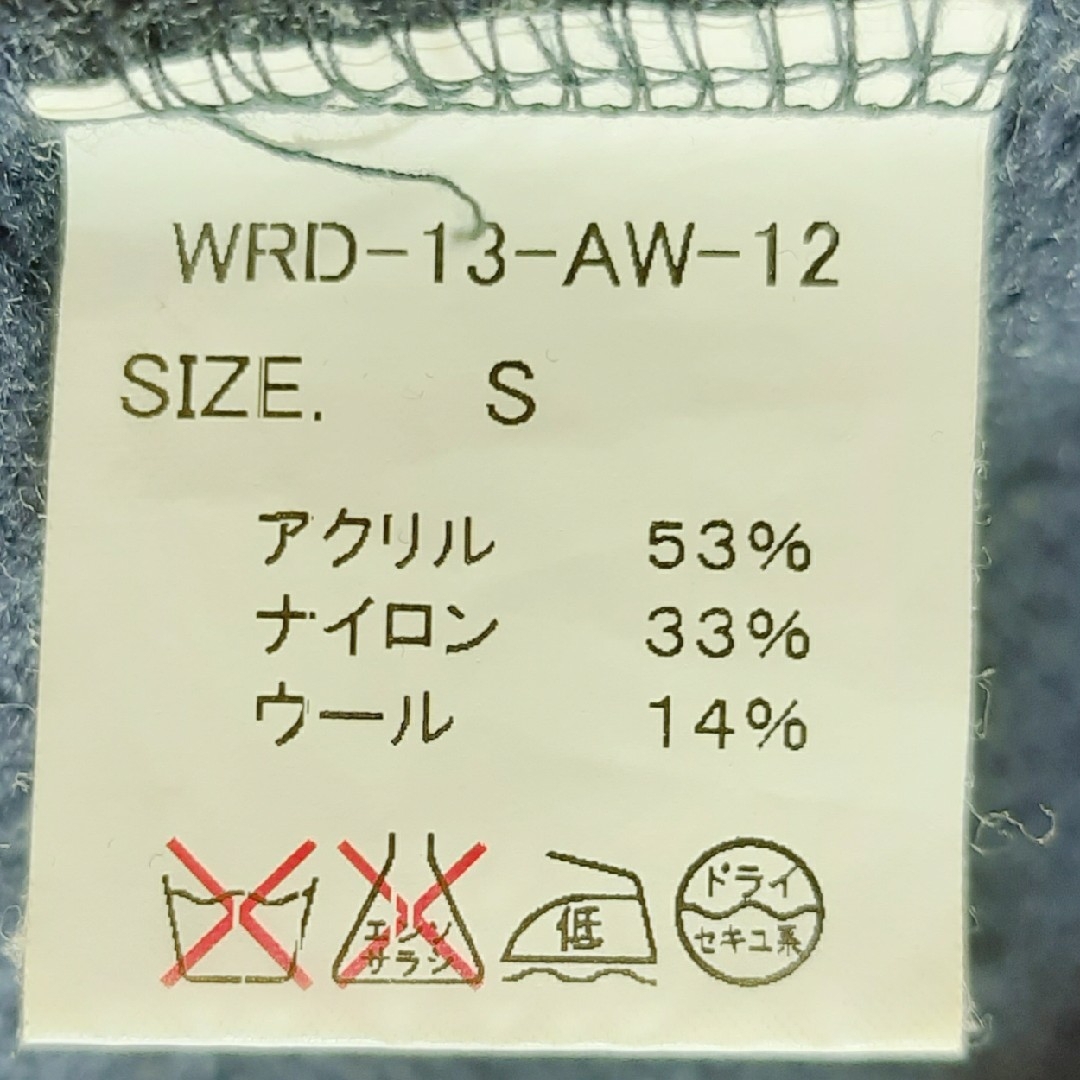 WRD-13-AW-12
SIZE. S
アクリル 53%
ナイロン 33%
ウール 14%
エンソ
サラシ
低
ドライ
セキユ系